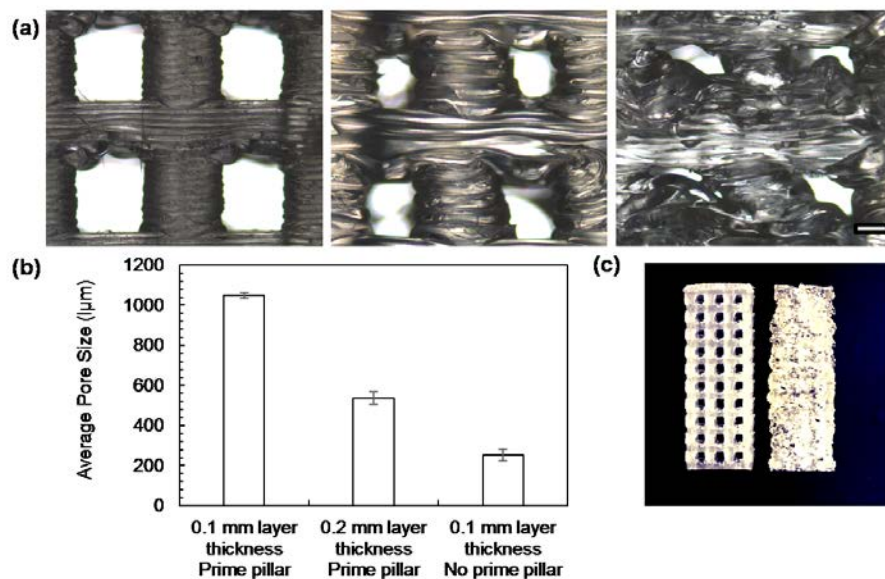 (a)
(b)
1200
1000
800
600
400
200
0
Average Pore Size (|µm)
0.1 mm layer
thickness
Prime pillar
0.2 mm layer
thickness
Prime pillar
0.1 mm layer
thickness
No prime pillar
(c)